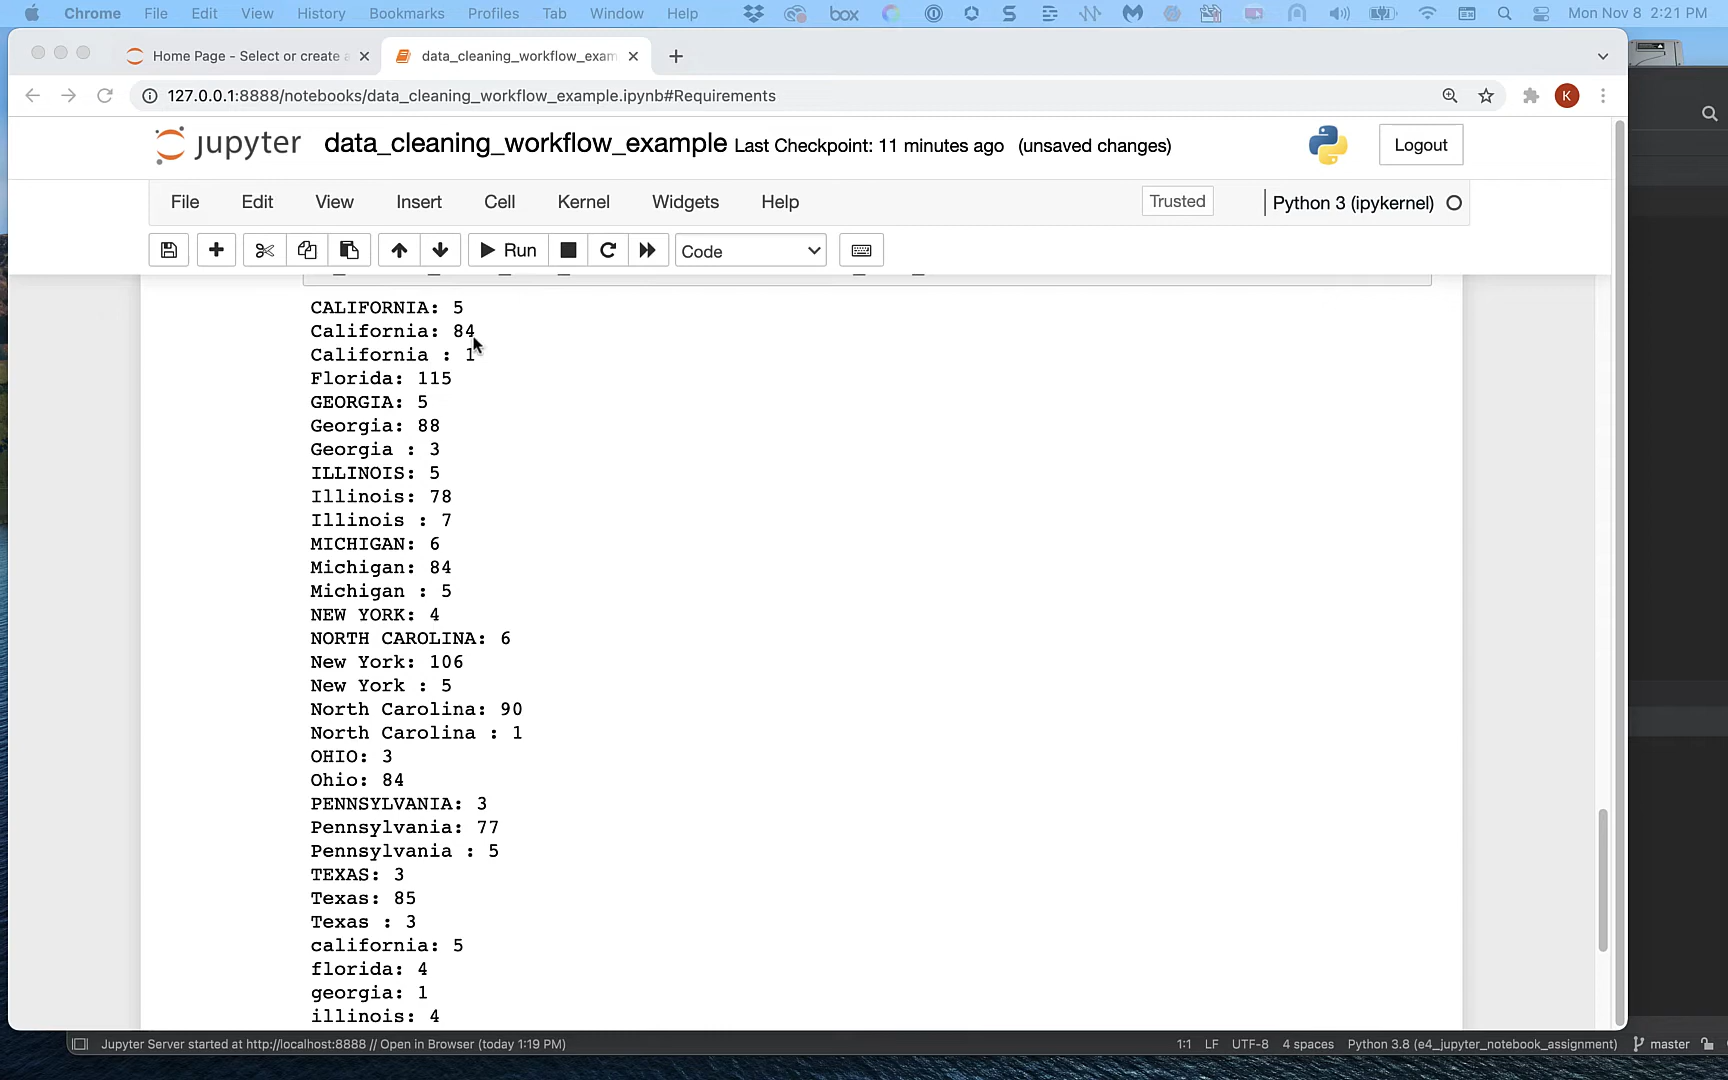 Chrome File Edit View History Bookmarks Profiles Tab Window Help box Mon Nov 8 2:21 PM
Home Page - Select or create a data_cleaning_workflow_exam
127.0.0.1:8888/notebooks/data_cleaning_workflow_example.ipynb#Requirements K
jupyter data_cleaning_workflow_example Last Checkpoint: 11 minutes ago (unsaved changes) Logout
File Edit View Insert Cell Kernel Widgets Help Trusted Python 3 (ipykernel)
Run Code
CALIFORNIA: 5
California: 84
California : 1
Florida: 115
GEORGIA: 5
Georgia: 88
Georgia : 3
ILLINOIS: 5
Illinois: 78
Illinois : 7
MICHIGAN: 6
Michigan: 84
Michigan : 5
NEW YORK: 4
NORTH CAROLINA: 6
New York: 106
New York : 5
North Carolina: 90
North Carolina : 1
OHIO: 3
Ohio: 84
PENNSYLVANIA: 3
Pennsylvania: 77
Pennsylvania : 5
TEXAS: 3
Texas: 85
Texas : 3
california: 5
florida: 4
georgia: 1
illinois: 4
Jupyter Server started at http://localhost:8888 // Open in Browser (today 1:19 PM) 1:1 LF UTF-8 4 spaces Python 3.8 (e4_jupyter_notebook_assignment) master